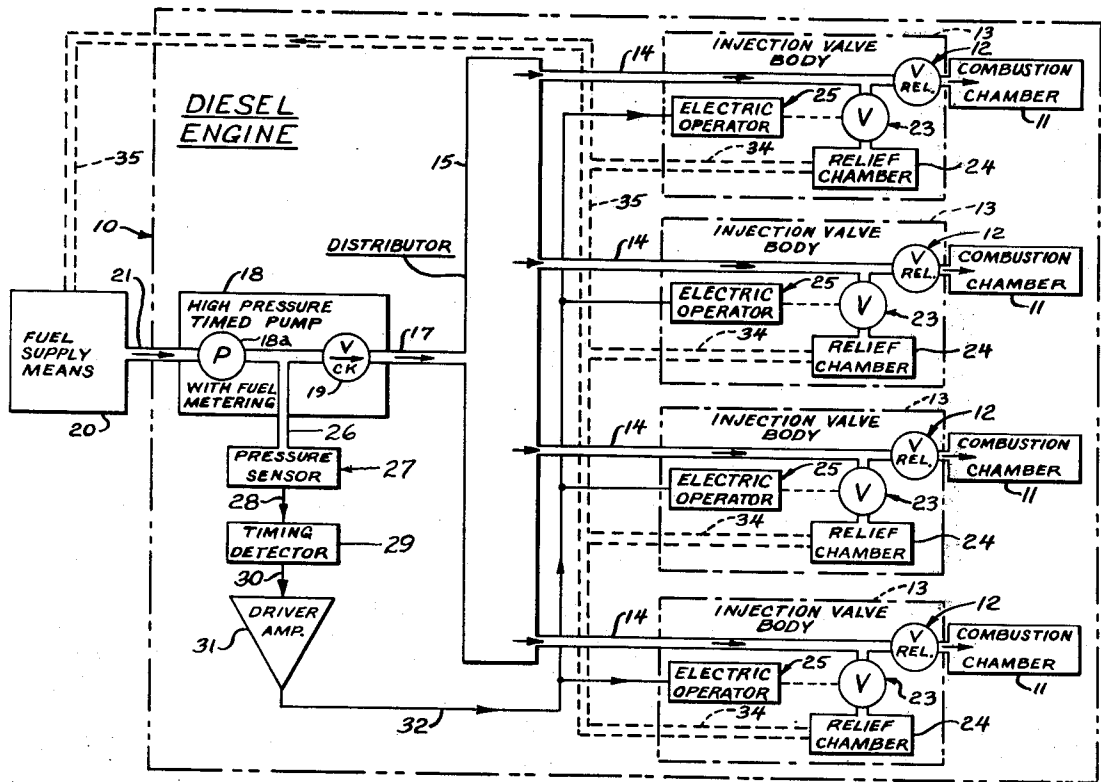 DIESEL
ENGINE
35
10
21
FUEL
SUPPLY
MEANS
20
18
HIGH PRESSURE
TIMED PUMP
18a
P
V
CK
19
WITH FUEL
METERING
17
26
PRESSURE
SENSOR
27
28
TIMING
DETECTOR
29
30
DRIVER
AMP.
31
32
15
DISTRIBUTOR
13
INJECTION VALVE
BODY
12
14
V
REL.
COMBUSTION
CHAMBER
11
25
ELECTRIC
OPERATOR
V
23
34
RELIEF
CHAMBER
24
35
13
INJECTION VALVE
BODY
12
14
V
REL.
COMBUSTION
CHAMBER
11
25
ELECTRIC
OPERATOR
V
23
34
RELIEF
CHAMBER
24
13
INJECTION VALVE
BODY
12
14
V
REL.
COMBUSTION
CHAMBER
11
25
ELECTRIC
OPERATOR
V
23
34
RELIEF
CHAMBER
24
13
INJECTION VALVE
BODY
12
14
V
REL.
COMBUSTION
CHAMBER
11
25
ELECTRIC
OPERATOR
V
23
34
RELIEF
CHAMBER
24